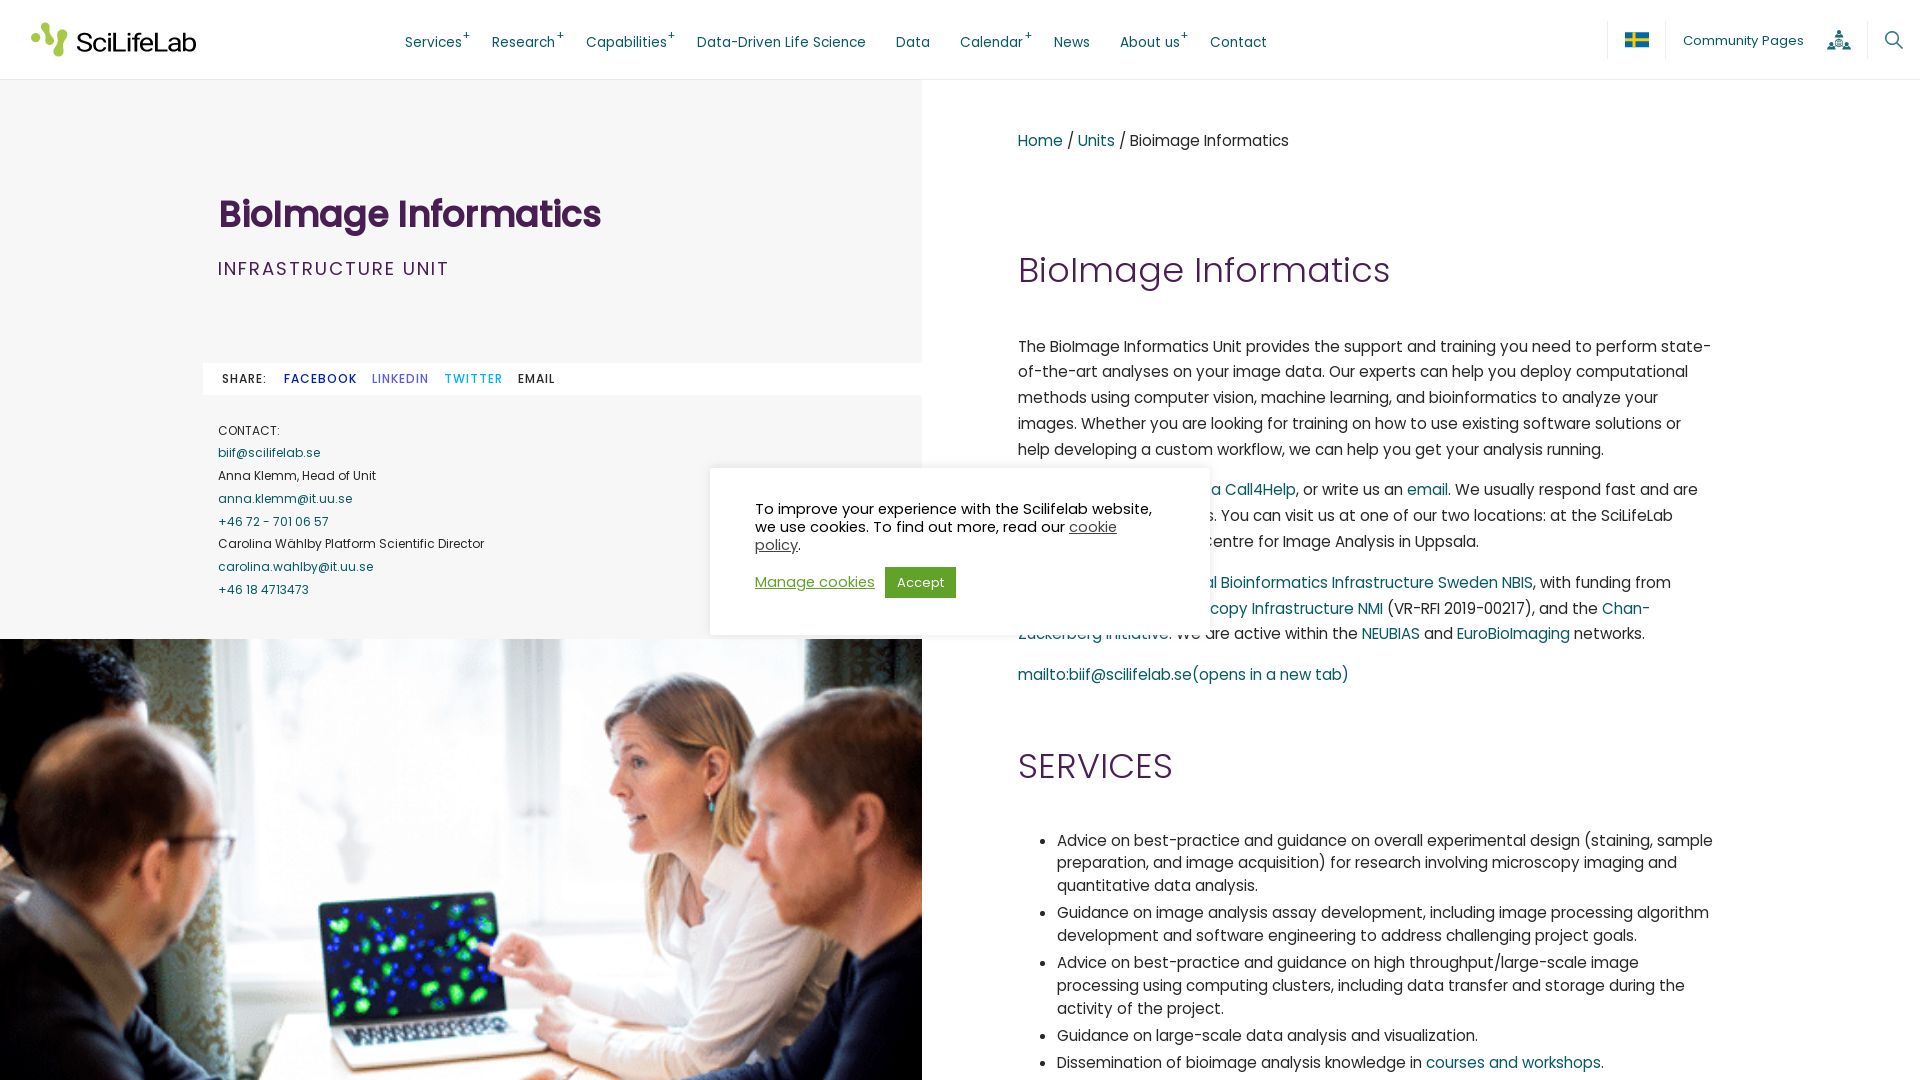 SciLifeLab
Services+
Research+
Capabilities+
Data-Driven Life Science
Data
Calendar+
News
About us+
Contact
Community Pages
BioImage Informatics
INFRASTRUCTURE UNIT
SHARE: FACEBOOK LINKEDIN TWITTER EMAIL
CONTACT:
biif@scilifelab.se
Anna Klemm, Head of Unit
anna.klemm@it.uu.se
+46 72 - 701 06 57
Carolina Wählby Platform Scientific Director
carolina.wahlby@it.uu.se
+46 18 4713473
Home / Units / Bioimage Informatics
BioImage Informatics
The BioImage Informatics Unit provides the support and training you need to perform state-
of-the-art analyses on your image data. Our experts can help you deploy computational
methods using computer vision, machine learning, and bioinformatics to analyze your
images. Whether you are looking for training on how to use existing software solutions or
help developing a custom workflow, we can help you get your analysis running.
a Call4Help, or write us an email. We usually respond fast and are
s. You can visit us at one of our two locations: at the SciLifeLab
Centre for Image Analysis in Uppsala.
Bioinformatics Infrastructure Sweden NBIS, with funding from
Infrastructure NMI (VR-RFI 2019-00217), and the Chan-
Zuckerberg Initiative. We are active within the NEUBIAS and EuroBioImaging networks.
mailto:biif@scilifelab.se(opens in a new tab)
To improve your experience with the Scilifelab website,
we use cookies. To find out more, read our cookie
policy.
Manage cookies Accept
SERVICES
• Advice on best-practice and guidance on overall experimental design (staining, sample
preparation, and image acquisition) for research involving microscopy imaging and
quantitative data analysis.
• Guidance on image analysis assay development, including image processing algorithm
development and software engineering to address challenging project goals.
• Advice on best-practice and guidance on high throughput/large-scale image
processing using computing clusters, including data transfer and storage during the
activity of the project.
• Guidance on large-scale data analysis and visualization.
• Dissemination of bioimage analysis knowledge in courses and workshops.